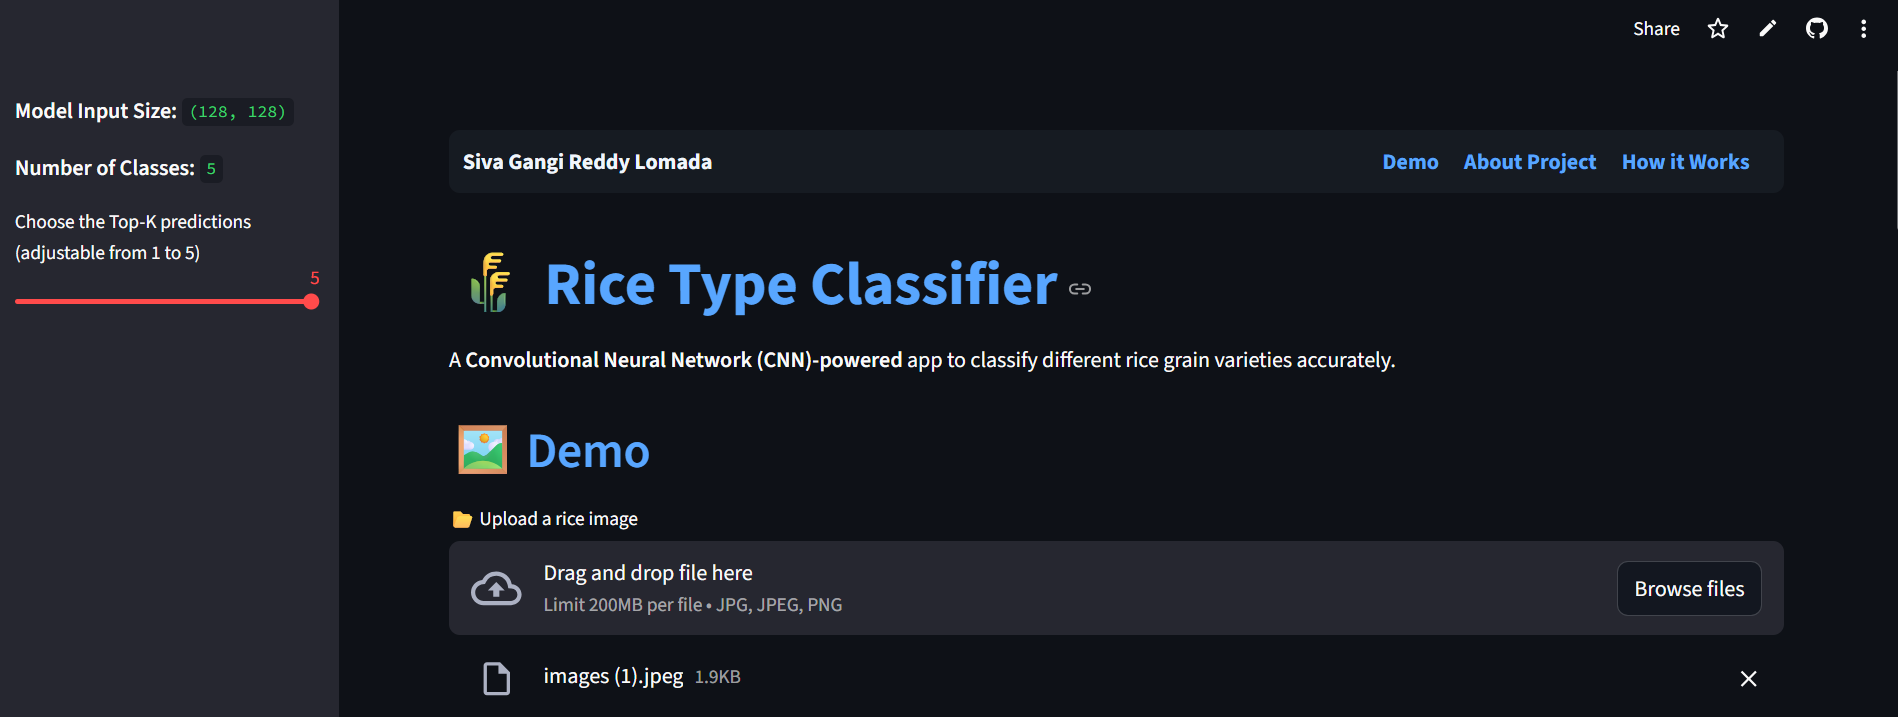 Share
Model Input Size: (128, 128)
Number of Classes: 5
Choose the Top-K predictions
(adjustable from 1 to 5)
5
Siva Gangi Reddy Lomada
Demo About Project How it Works
Rice Type Classifier
A Convolutional Neural Network (CNN)-powered app to classify different rice grain varieties accurately.
Demo
Upload a rice image
Drag and drop file here
Limit 200MB per file • JPG, JPEG, PNG
Browse files
images (1).jpeg 1.9KB